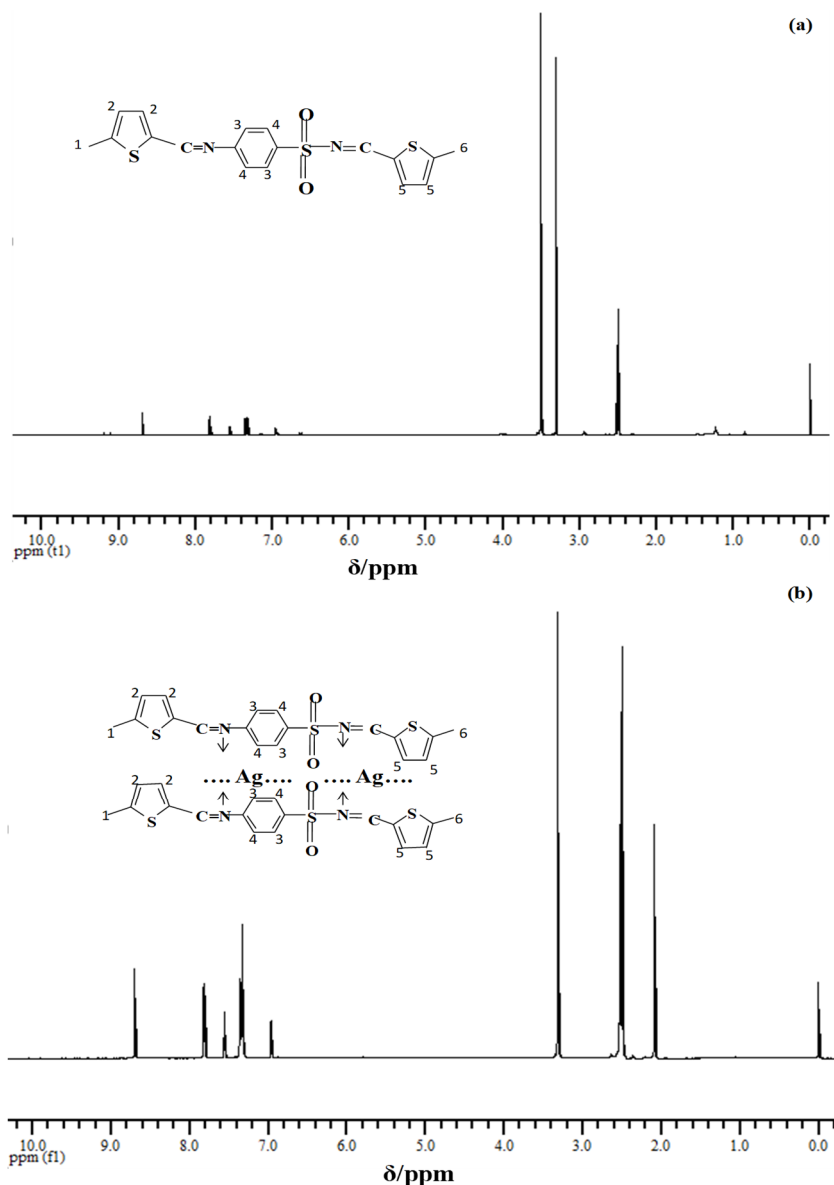 (a)
O
2 2 3 4
1 S C=N S N=C S 6
4 3 5 5
O
10.0 9.0 8.0 7.0 6.0 5.0 4.0 3.0 2.0 1.0 0.0
ppm (t1)
δ/ppm
(b)
2 2 3 4 O
1 S C=N S N=C S 6
4 3 O 5 5
.... Ag.... .... Ag....
2 2 3 4 O
1 S C=N S N=C S 6
4 3 O 5 5
10.0 9.0 8.0 7.0 6.0 5.0 4.0 3.0 2.0 1.0 0.0
ppm (f1)
δ/ppm